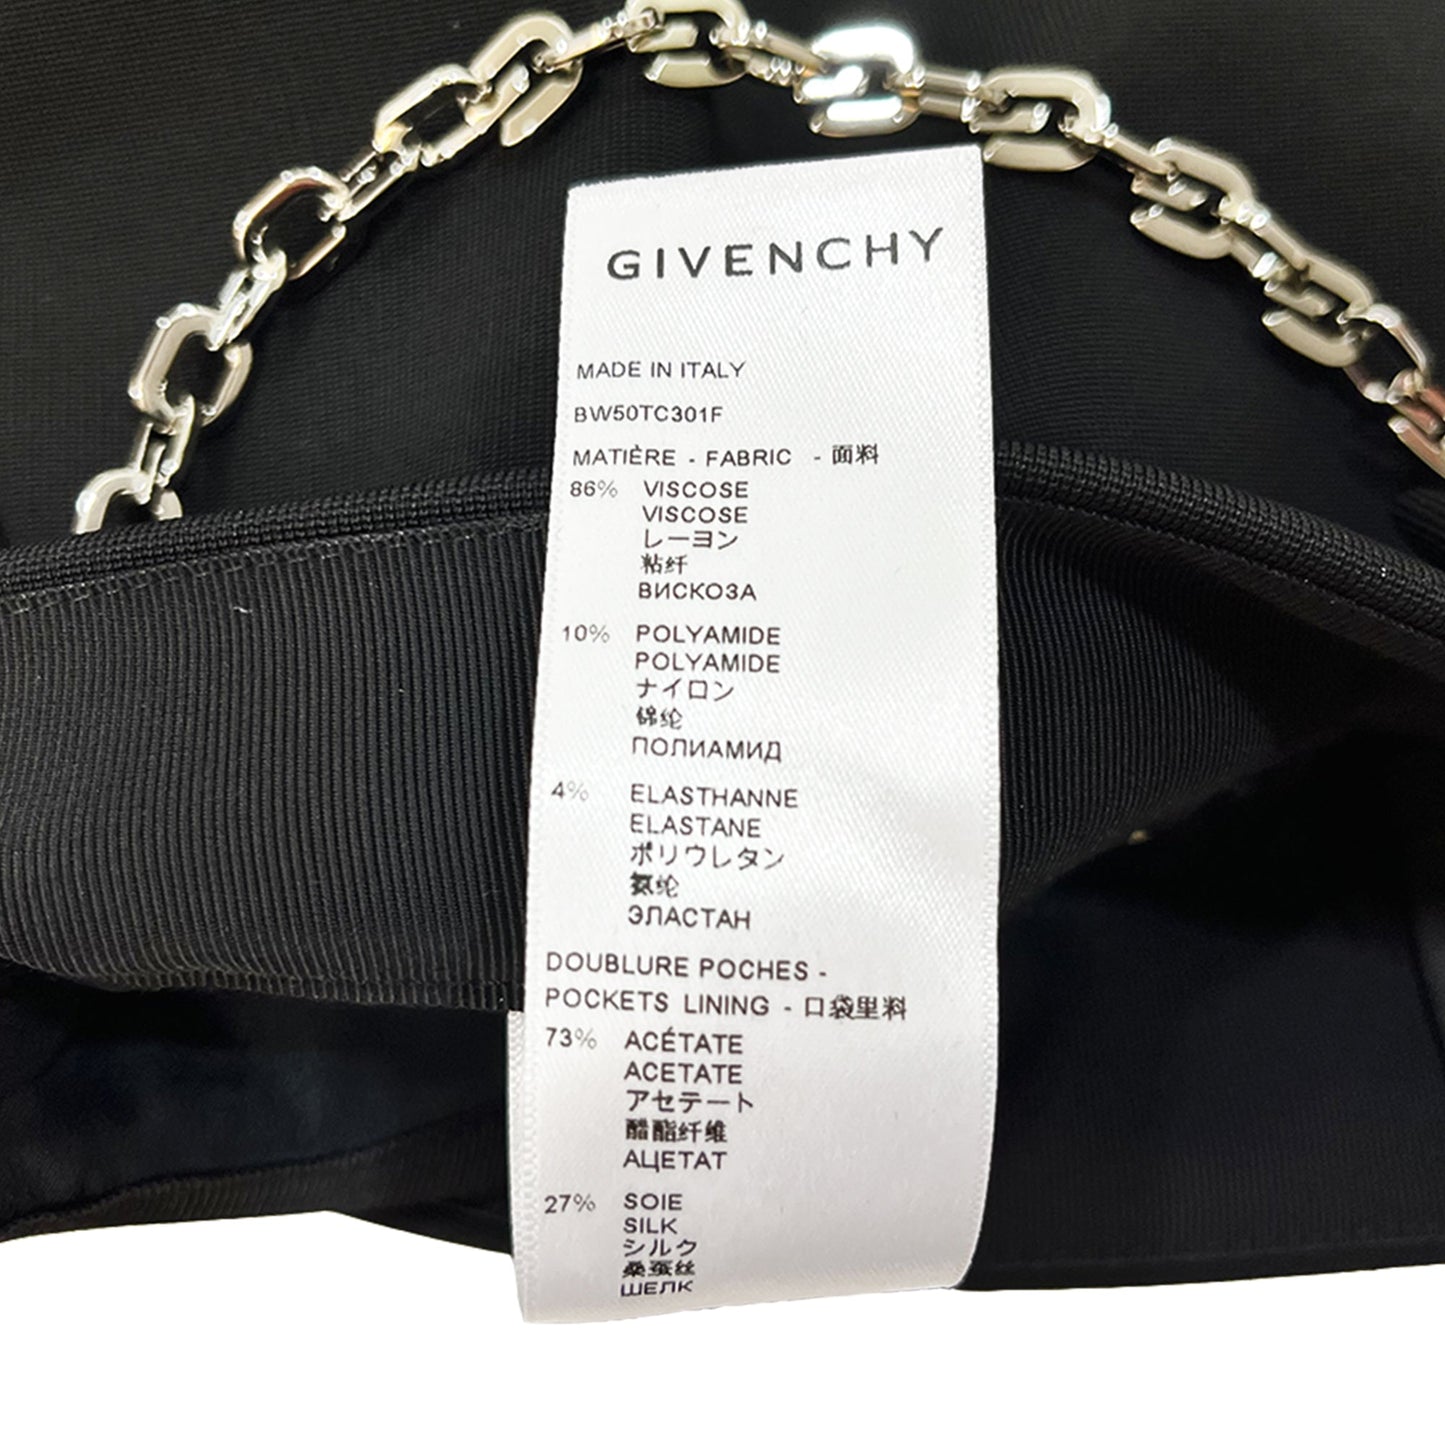 GIVENCHY
MADE IN ITALY
BW50TC301F
MATIÈRE - FABRIC - 面料
86% VISCOSE
VISCOSE
レーヨン
粘纤
ВИСКОЗА
10% POLYAMIDE
POLYAMIDE
ナイロン
锦纶
ПОЛИАМИД
4% ELASTHANNE
ELASTANE
ポリウレタン
氨纶
ЭЛАСТАН
DOUBLURE POCHES -
POCKETS LINING - 口袋里料
73% ACÉTATE
ACETATE
アセテート
醋酯纤维
АЦЕТАТ
27% SOIE
SILK
シルク
桑蚕丝
ШЕЛК